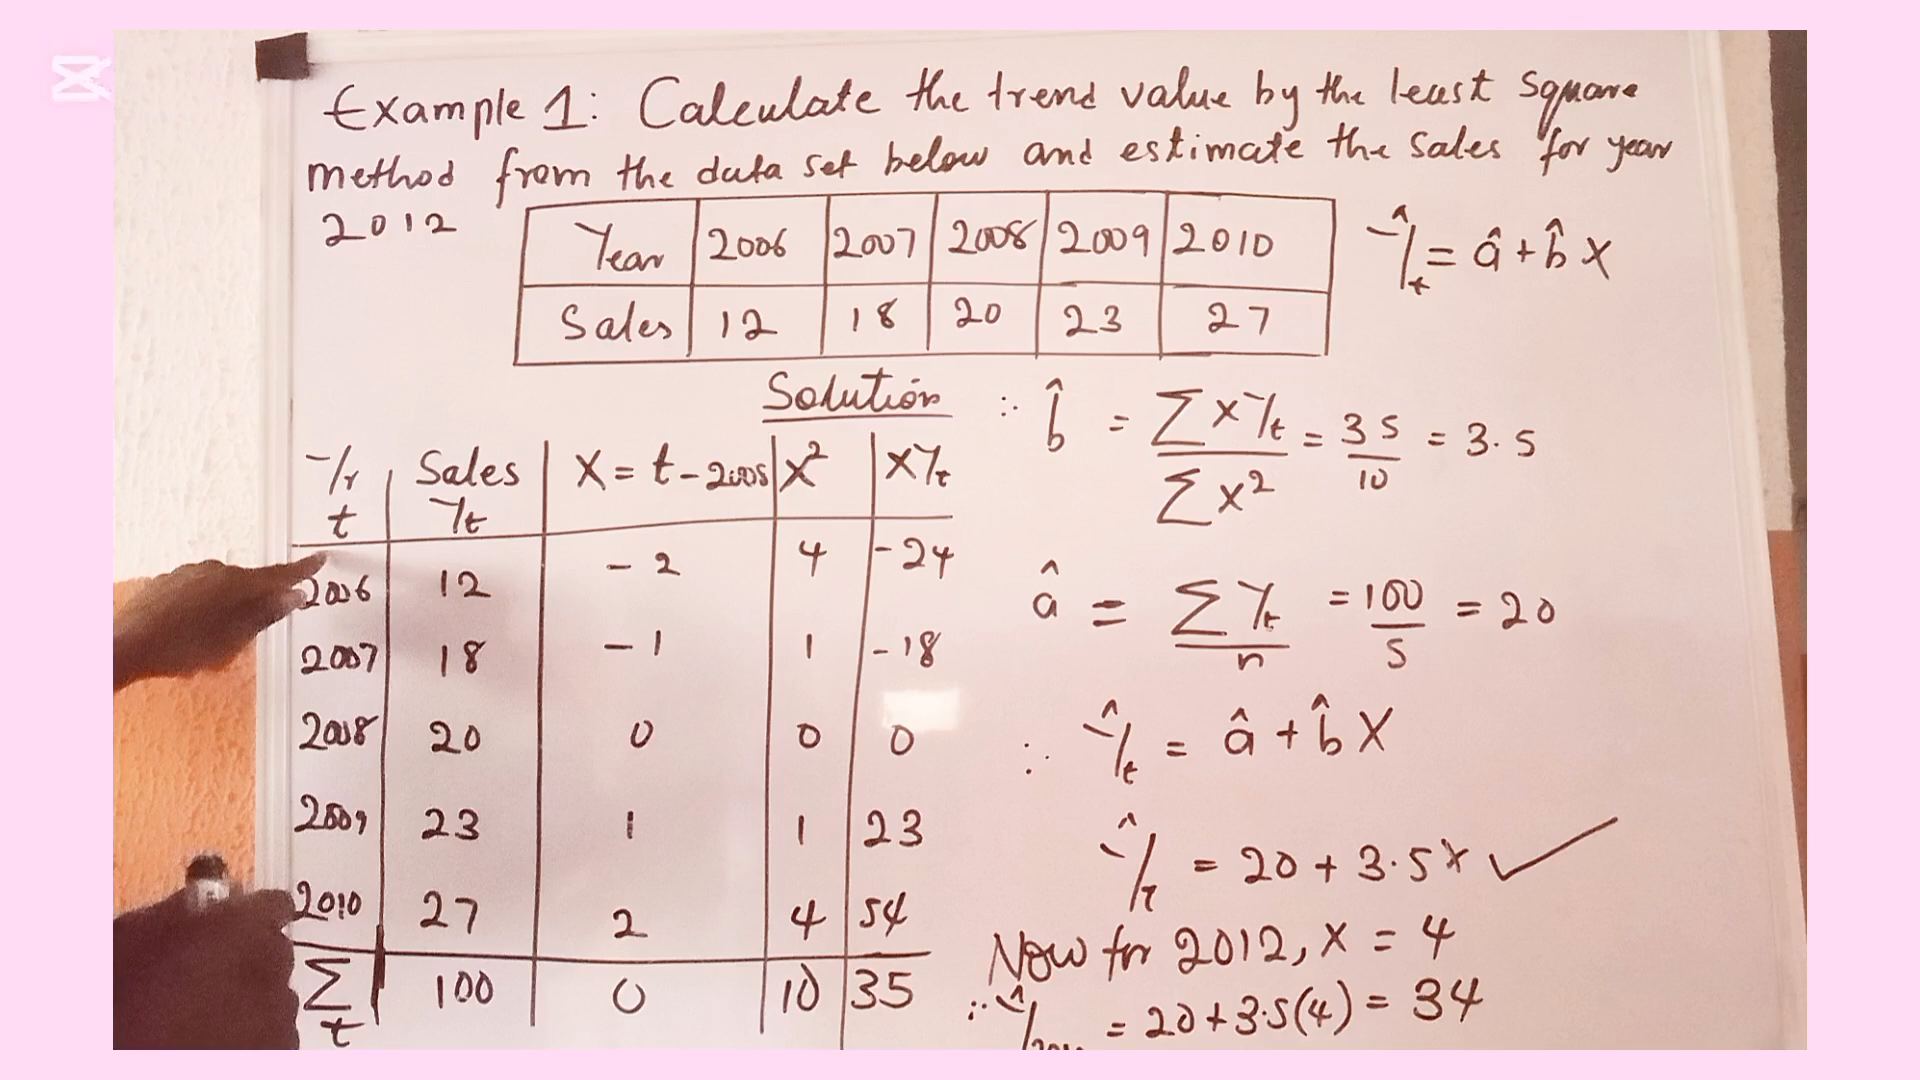 Example 1: Calculate the trend value by the least square
method from the data set below and estimate the sales for year
2012
Year 2006 2007 2008 2009 2010
Sales 12 18 20 23 27
Ŷt = â + b̂ X
Solution
Yr t | Sales Yt | X = t - 2008 | X² | XYt
2006 12 -2 4 -24
2007 18 -1 1 -18
2008 20 0 0 0
2009 23 1 1 23
2010 27 2 4 54
Σt 100 0 10 35
∴ b̂ = ΣXYt / ΣX² = 35/10 = 3.5
â = ΣYt / n = 100/5 = 20
∴ Ŷt = â + b̂ X
Ŷt = 20 + 3.5X ✓
Now for 2012, X = 4
∴ Ŷ = 20 + 3.5(4) = 34